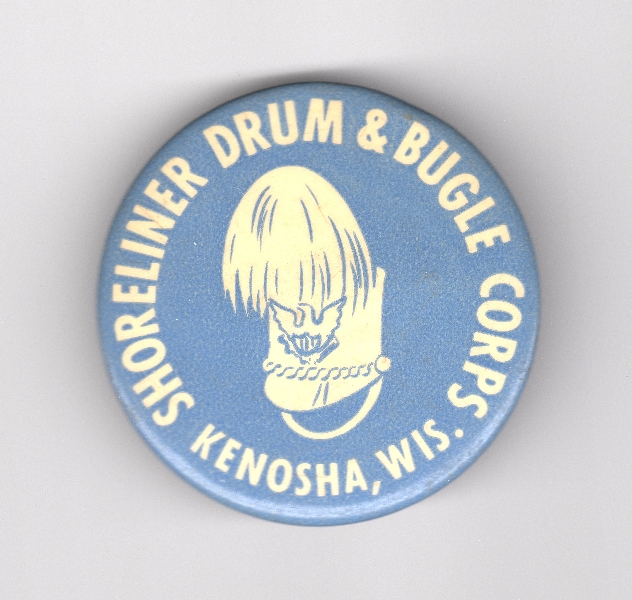 SHORELINER DRUM & BUGLE CORPS
KENOSHA, WIS.